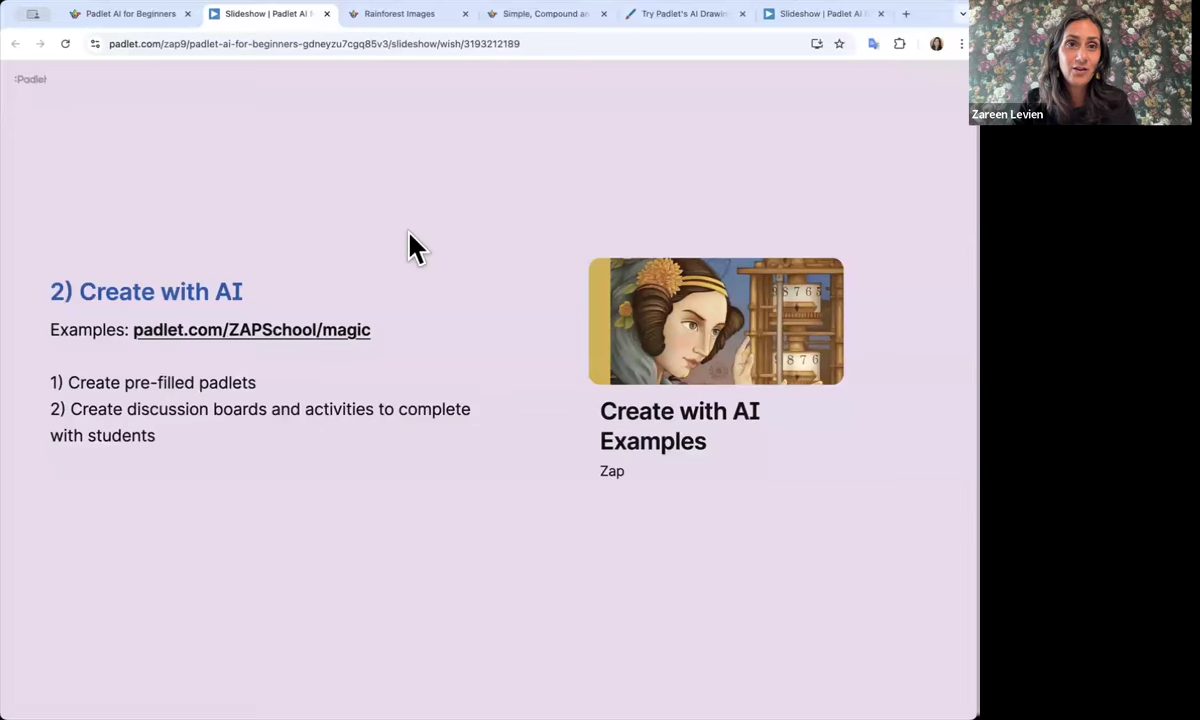 Padlet AI for Beginners
Slideshow | Padlet AI
Rainforest Images
Simple, Compound an
Try Padlet's AI Drawin
Slideshow | Padlet AI
padlet.com/zap9/padlet-ai-for-beginners-gdneyzu7cgq85v3/slideshow/wish/3193212189
:Padlet
Zareen Levien
2) Create with AI
Examples: padlet.com/ZAPSchool/magic
1) Create pre-filled padlets
2) Create discussion boards and activities to complete
with students
9876
Create with AI
Examples
Zap